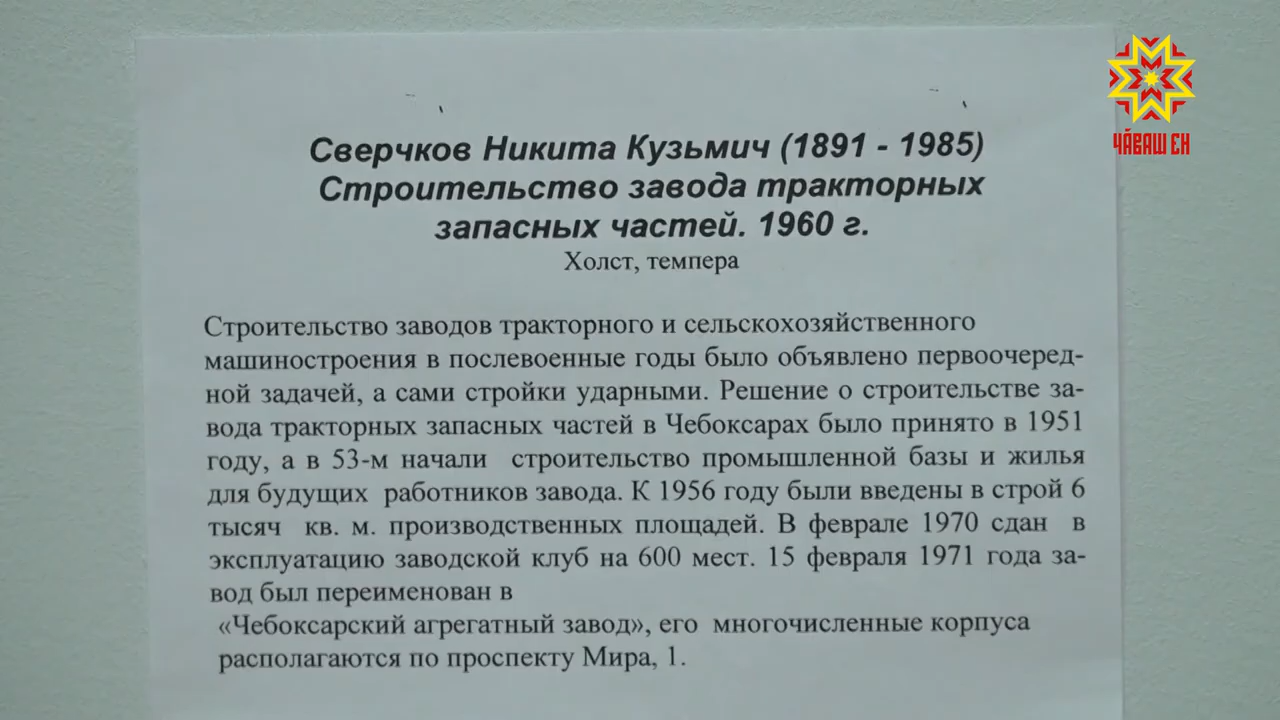 Сверчков Никита Кузьмич (1891 - 1985)
Строительство завода тракторных
запасных частей. 1960 г.
Холст, темпера
Строительство заводов тракторного и сельскохозяйственного
машиностроения в послевоенные годы было объявлено первоочеред-
ной задачей, а сами стройки ударными. Решение о строительстве за-
вода тракторных запасных частей в Чебоксарах было принято в 1951
году, а в 53-м начали строительство промышленной базы и жилья
для будущих работников завода. К 1956 году были введены в строй 6
тысяч кв. м. производственных площадей. В феврале 1970 сдан в
эксплуатацию заводской клуб на 600 мест. 15 февраля 1971 года за-
вод был переименован в
«Чебоксарский агрегатный завод», его многочисленные корпуса
располагаются по проспекту Мира, 1.
ЧӐВАШ ЕН